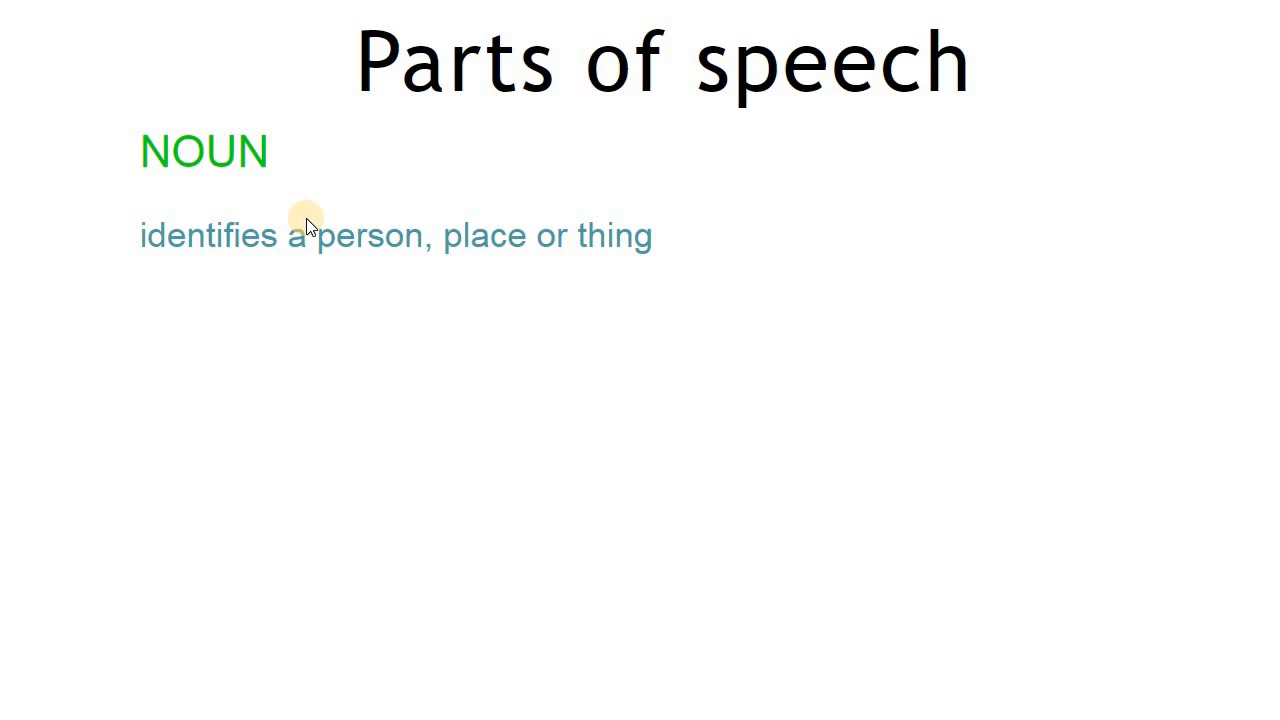 Parts of speech
NOUN
identifies a person, place or thing